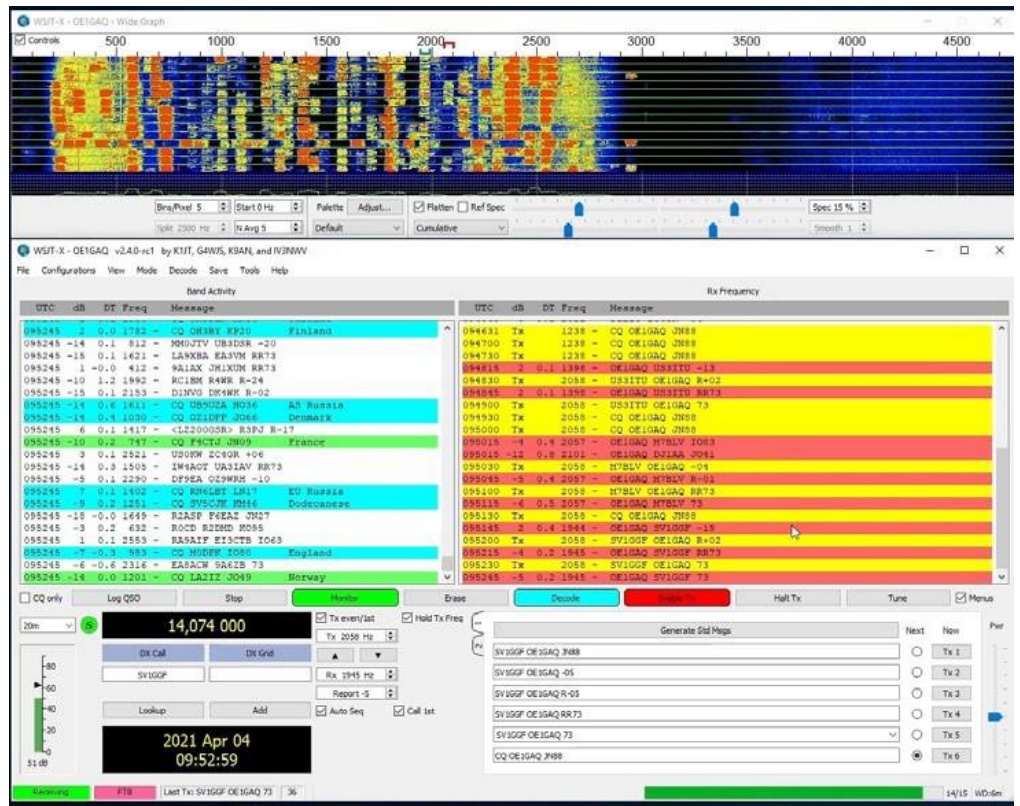 WSJT-X - OE1GAQ - Wide Graph
Controls 500 1000 1500 2000 2500 3000 3500 4000 4500
Bins/Pixel 5 Start 0 Hz Palette Adjust... Flatten Ref Spec Spec 15 %
Split 2500 Hz N Avg 5 Default Cumulative Smooth 1
WSJT-X - OE1GAQ v2.4.0-rc1 by K1JT, G4WJS, K9AN, and IV3NWV
File Configurations View Mode Decode Save Tools Help
Band Activity
UTC dB DT Freq Message
095245 2 0.0 1782 ~ CQ OH3BY KP20 Finland
095245 -14 0.1 812 ~ MM0JTV UB3DSR -20
095245 -15 0.1 1621 ~ LA9XBA EA3VM RR73
095245 1 -0.0 412 ~ 9A1AX JH1XUM RR73
095245 -10 1.2 1992 ~ RC1BM R4WR R-24
095245 -15 0.1 2153 ~ D1NVG DK4WK R-02
095245 -14 0.6 1611 ~ CQ UB9UZA NO36 AS Russia
095245 -14 0.4 1030 ~ CQ OZ1DPF JO66 Denmark
095245 6 0.1 1417 ~ <LZ200GSR> R3PJ R-17
095245 -10 0.2 747 ~ CQ F4CTJ JN09 France
095245 3 0.1 2521 ~ US0KW ZC4GR +06
095245 -14 0.3 1505 ~ IW4AOT UA3IAV RR73
095245 -5 0.1 2290 ~ DF9EA OZ9WRM -10
095245 7 0.1 1402 ~ CQ RN6LBT LN17 EU Russia
095245 -9 0.2 1251 ~ CQ SV5CJK KM46 Dodecanese
095245 -18 -0.0 1649 ~ R2ASP F6EAZ JN27
095245 -3 0.2 632 ~ R0CD R2DMD KO95
095245 1 0.1 2553 ~ RA9AIF EI3CTB IO63
095245 -7 -0.3 983 ~ CQ M0DPK IO80 England
095245 -6 -0.6 2316 ~ EA8ACW 9A6ZB 73
095245 -14 0.0 1201 ~ CQ LA2IZ JO49 Norway
Rx Frequency
UTC dB DT Freq Message
094631 Tx 1238 ~ CQ OE1GAQ JN88
094700 Tx 1238 ~ CQ OE1GAQ JN88
094730 Tx 1238 ~ CQ OE1GAQ JN88
094815 2 0.1 1398 ~ OE1GAQ US3ITU -13
094830 Tx 2058 ~ US3ITU OE1GAQ R+02
094845 2 0.1 1398 ~ OE1GAQ US3ITU RR73
094900 Tx 2058 ~ US3ITU OE1GAQ 73
094930 Tx 2058 ~ CQ OE1GAQ JN88
095000 Tx 2058 ~ CQ OE1GAQ JN88
095015 -4 0.4 2057 ~ OE1GAQ M7BLV IO83
095015 -12 0.8 2101 ~ OE1GAQ DJ1AA JO41
095030 Tx 2058 ~ M7BLV OE1GAQ -04
095045 -5 0.4 2057 ~ OE1GAQ M7BLV R-01
095100 Tx 2058 ~ M7BLV OE1GAQ RR73
095115 -6 0.5 2057 ~ OE1GAQ M7BLV 73
095130 Tx 2058 ~ CQ OE1GAQ JN88
095145 2 0.4 1944 ~ OE1GAQ SV1GGF -19
095200 Tx 2058 ~ SV1GGF OE1GAQ R+02
095215 -4 0.2 1945 ~ OE1GAQ SV1GGF RR73
095230 Tx 2058 ~ SV1GGF OE1GAQ 73
095245 -5 0.2 1945 ~ OE1GAQ SV1GGF 73
CQ only Log QSO Stop Monitor Erase Decode Enable Tx Halt Tx Tune Menus
20m S 14,074 000 Tx even/1st Hold Tx Freq
Tx 2058 Hz
DX Call DX Grid
SV1GGF Rx 1945 Hz
Report -5
Lookup Add Auto Seq Call 1st
2021 Apr 04
09:52:59
-80
-60
-40
-20
-0
51 dB
Generate Std Msgs Next Now Pwr
SV1GGF OE1GAQ JN88 Tx 1
SV1GGF OE1GAQ -05 Tx 2
SV1GGF OE1GAQ R-05 Tx 3
SV1GGF OE1GAQ RR73 Tx 4
SV1GGF OE1GAQ 73 Tx 5
CQ OE1GAQ JN88 Tx 6
Receiving FT8 Last Tx: SV1GGF OE1GAQ 73 36 14/15 WD:6m